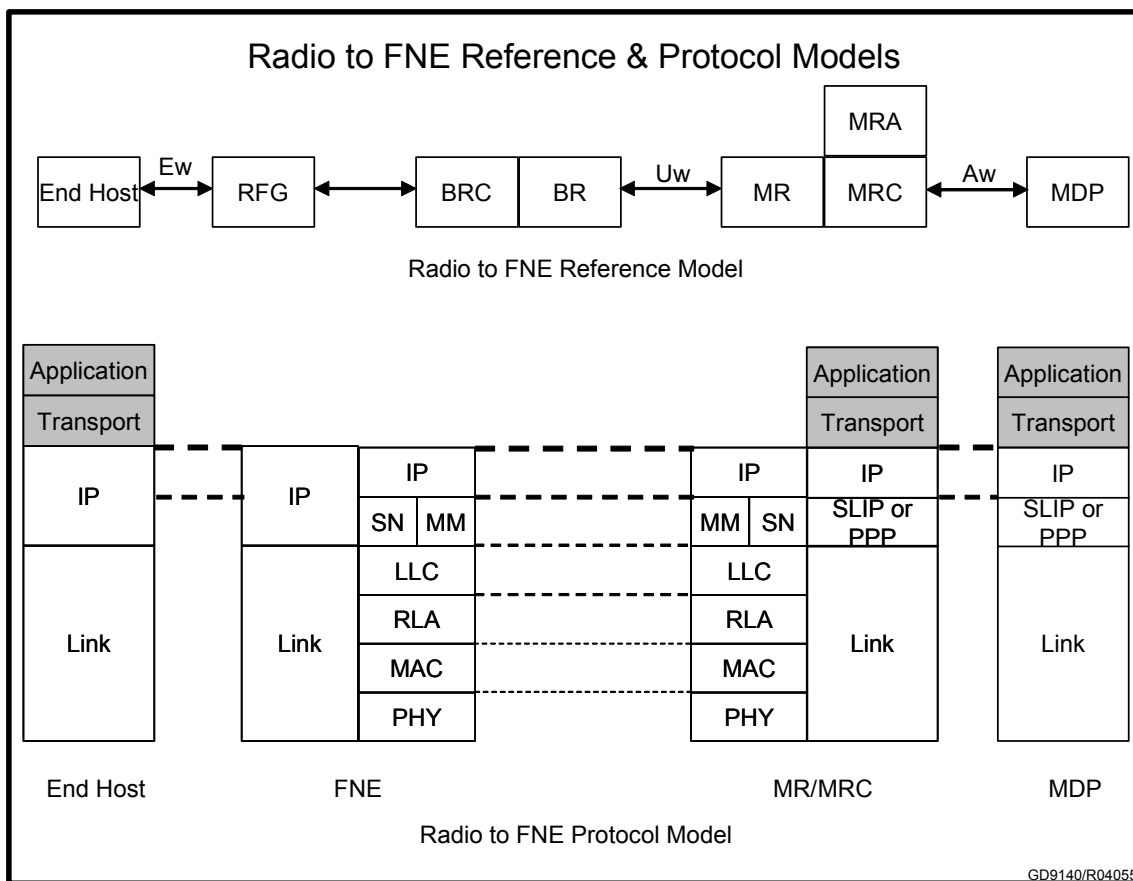 Radio to FNE Reference & Protocol Models
MRA
End Host
Ew
RFG
BRC
BR
Uw
MR
MRC
Aw
MDP
Radio to FNE Reference Model
Application
Transport
IP
Link
IP
Link
IP
SN
MM
LLC
RLA
MAC
PHY
IP
MM
SN
LLC
RLA
MAC
PHY
Application
Transport
IP
SLIP or
PPP
Link
Application
Transport
IP
SLIP or
PPP
Link
End Host
FNE
MR/MRC
MDP
Radio to FNE Protocol Model
GD9140/R04055